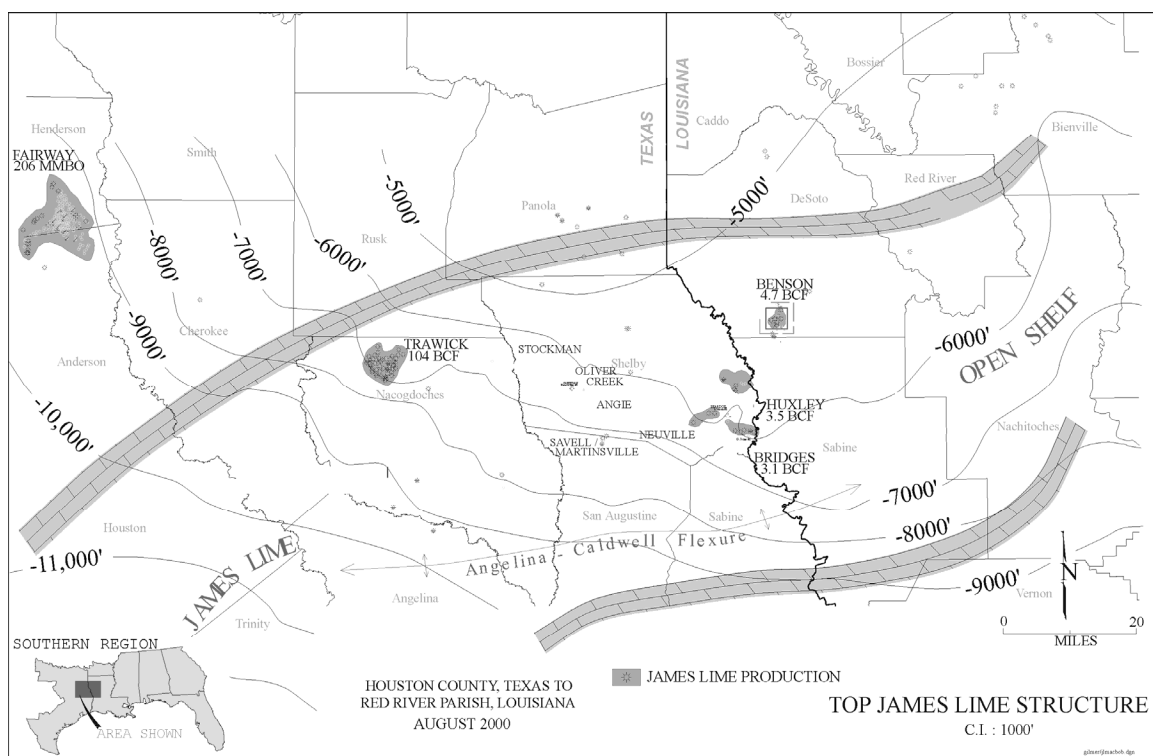 Henderson
FAIRWAY
206 MMBO
Smith
TEXAS
LOUISIANA
Caddo
Bossier
Bienville
Red River
DeSoto
Panola
Rusk
-5000'
-5000'
-6000'
-7000'
-8000'
-9000'
-10,000'
-11,000'
Cherokee
Anderson
TRAWICK
104 BCF
Nacogdoches
STOCKMAN
Shelby
OLIVER
CREEK
ANGIE
SAVELL /
MARTINSVILLE
NEUVILLE
BENSON
4.7 BCF
HUXLEY
3.5 BCF
BRIDGES
3.1 BCF
Sabine
-6000'
OPEN SHELF
Nachitoches
-7000'
-8000'
-9000'
San Augustine
Sabine
Angelina - Caldwell Flexure
Houston
JAMES LIME
Angelina
Trinity
Vernon
N
0 20
MILES
SOUTHERN REGION
AREA SHOWN
HOUSTON COUNTY, TEXAS TO
RED RIVER PARISH, LOUISIANA
AUGUST 2000
JAMES LIME PRODUCTION
TOP JAMES LIME STRUCTURE
C.I. : 1000'